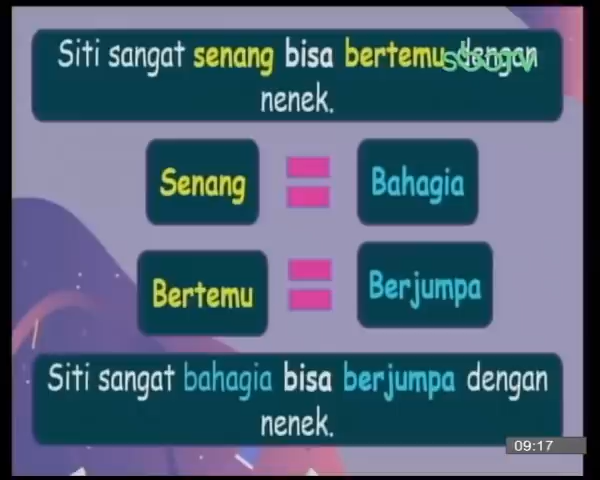 Siti sangat senang bisa bertemu dengan
nenek.
Senang = Bahagia
Bertemu = Berjumpa
Siti sangat bahagia bisa berjumpa dengan
nenek.
09:17